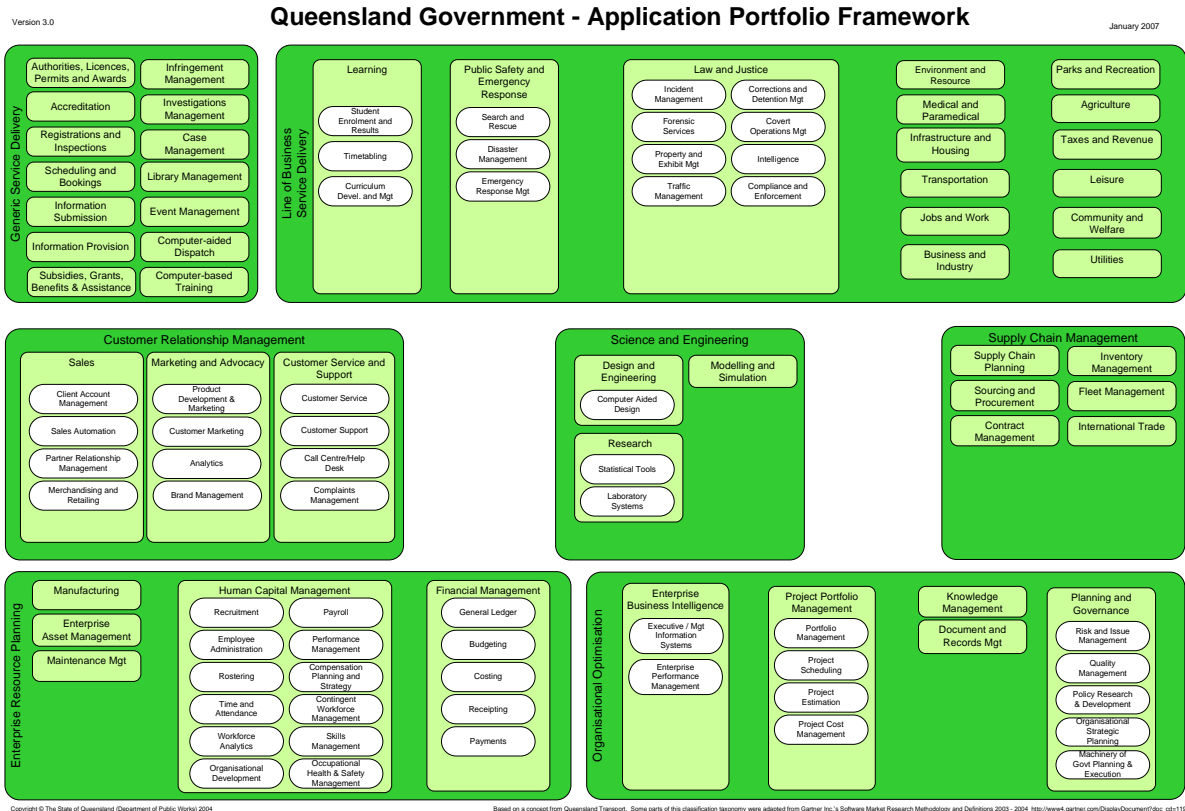 Version 3.0
Queensland Government - Application Portfolio Framework
January 2007
Generic Service Delivery
Authorities, Licences,
Permits and Awards
Accreditation
Registrations and
Inspections
Scheduling and
Bookings
Information
Submission
Information Provision
Subsidies, Grants,
Benefits & Assistance
Infringement
Management
Investigations
Management
Case
Management
Library Management
Event Management
Computer-aided
Dispatch
Computer-based
Training
Line of Business
Service Delivery
Learning
Student
Enrolment and
Results
Timetabling
Curriculum
Devel. and Mgt
Public Safety and
Emergency
Response
Search and
Rescue
Disaster
Management
Emergency
Response Mgt
Law and Justice
Incident
Management
Forensic
Services
Property and
Exhibit Mgt
Traffic
Management
Corrections and
Detention Mgt
Covert
Operations Mgt
Intelligence
Compliance and
Enforcement
Environment and
Resource
Medical and
Paramedical
Infrastructure and
Housing
Transportation
Jobs and Work
Business and
Industry
Parks and Recreation
Agriculture
Taxes and Revenue
Leisure
Community and
Welfare
Utilities
Customer Relationship Management
Sales
Client Account
Management
Sales Automation
Partner Relationship
Management
Merchandising and
Retailing
Marketing and Advocacy
Product
Development &
Marketing
Customer Marketing
Analytics
Brand Management
Customer Service and
Support
Customer Service
Customer Support
Call Centre/Help
Desk
Complaints
Management
Science and Engineering
Design and
Engineering
Computer Aided
Design
Research
Statistical Tools
Laboratory
Systems
Modelling and
Simulation
Supply Chain Management
Supply Chain
Planning
Sourcing and
Procurement
Contract
Management
Inventory
Management
Fleet Management
International Trade
Enterprise Resource Planning
Manufacturing
Enterprise
Asset Management
Maintenance Mgt
Human Capital Management
Recruitment
Employee
Administration
Rostering
Time and
Attendance
Workforce
Analytics
Organisational
Development
Payroll
Performance
Management
Compensation
Planning and
Strategy
Contingent
Workforce
Management
Skills
Management
Occupational
Health & Safety
Management
Financial Management
General Ledger
Budgeting
Costing
Receipting
Payments
Organisational Optimisation
Enterprise
Business Intelligence
Executive / Mgt
Information
Systems
Enterprise
Performance
Management
Project Portfolio
Management
Portfolio
Management
Project
Scheduling
Project
Estimation
Project Cost
Management
Knowledge
Management
Document and
Records Mgt
Planning and
Governance
Risk and Issue
Management
Quality
Management
Policy Research
& Development
Organisational
Strategic
Planning
Machinery of
Govt Planning &
Execution
Copyright © The State of Queensland (Department of Public Works) 2004
Based on a concept from Queensland Transport. Some parts of this classification taxonomy were adapted from Gartner Inc.'s Software Market Research Methodology and Definitions 2003 - 2004 http://www4.gartner.com/DisplayDocument?doc_cd=119